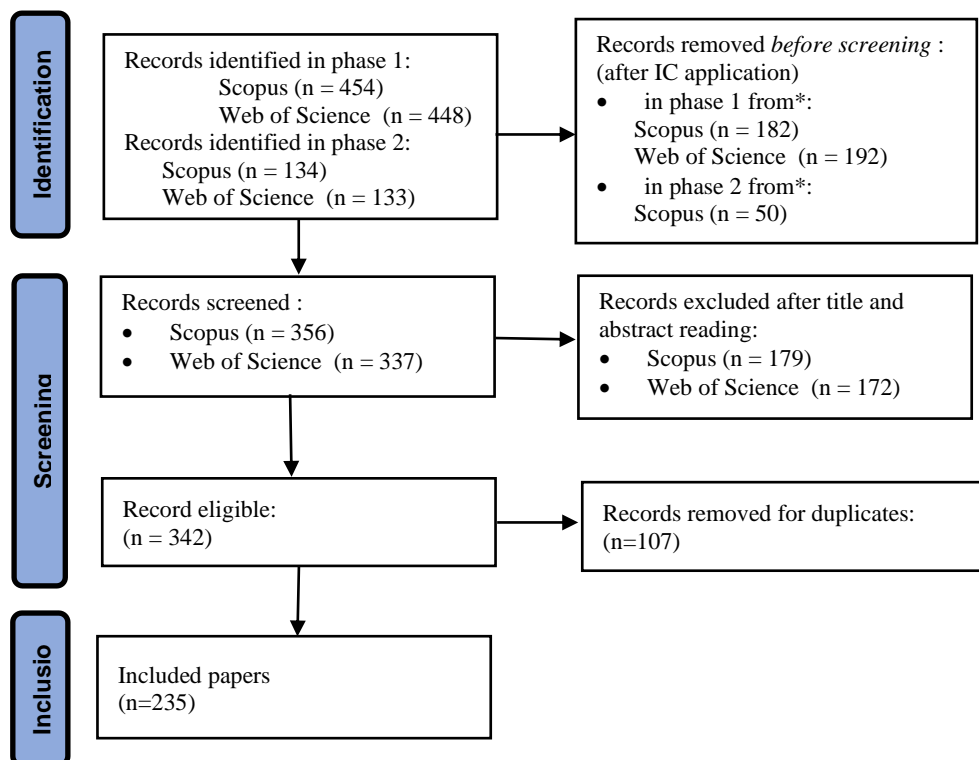 Identification
Records identified in phase 1:
Scopus (n = 454)
Web of Science (n = 448)
Records identified in phase 2:
Scopus (n = 134)
Web of Science (n = 133)
Records removed before screening :
(after IC application)
• in phase 1 from*:
Scopus (n = 182)
Web of Science (n = 192)
• in phase 2 from*:
Scopus (n = 50)
Screening
Records screened :
• Scopus (n = 356)
• Web of Science (n = 337)
Records excluded after title and
abstract reading:
• Scopus (n = 179)
• Web of Science (n = 172)
Record eligible:
(n = 342)
Records removed for duplicates:
(n=107)
Inclusio
Included papers
(n=235)